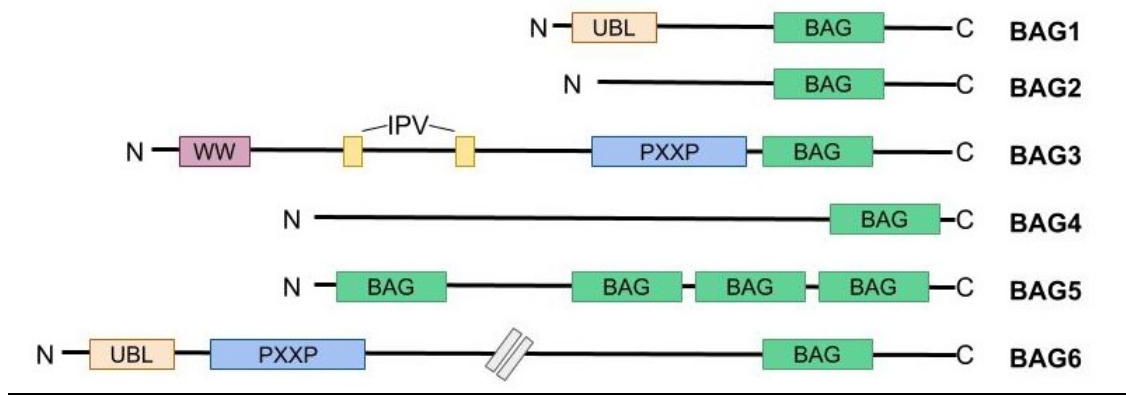 N UBL BAG C BAG1
N BAG C BAG2
IPV
N WW PXXP BAG C BAG3
N BAG C BAG4
N BAG BAG BAG BAG C BAG5
N UBL PXXP BAG C BAG6